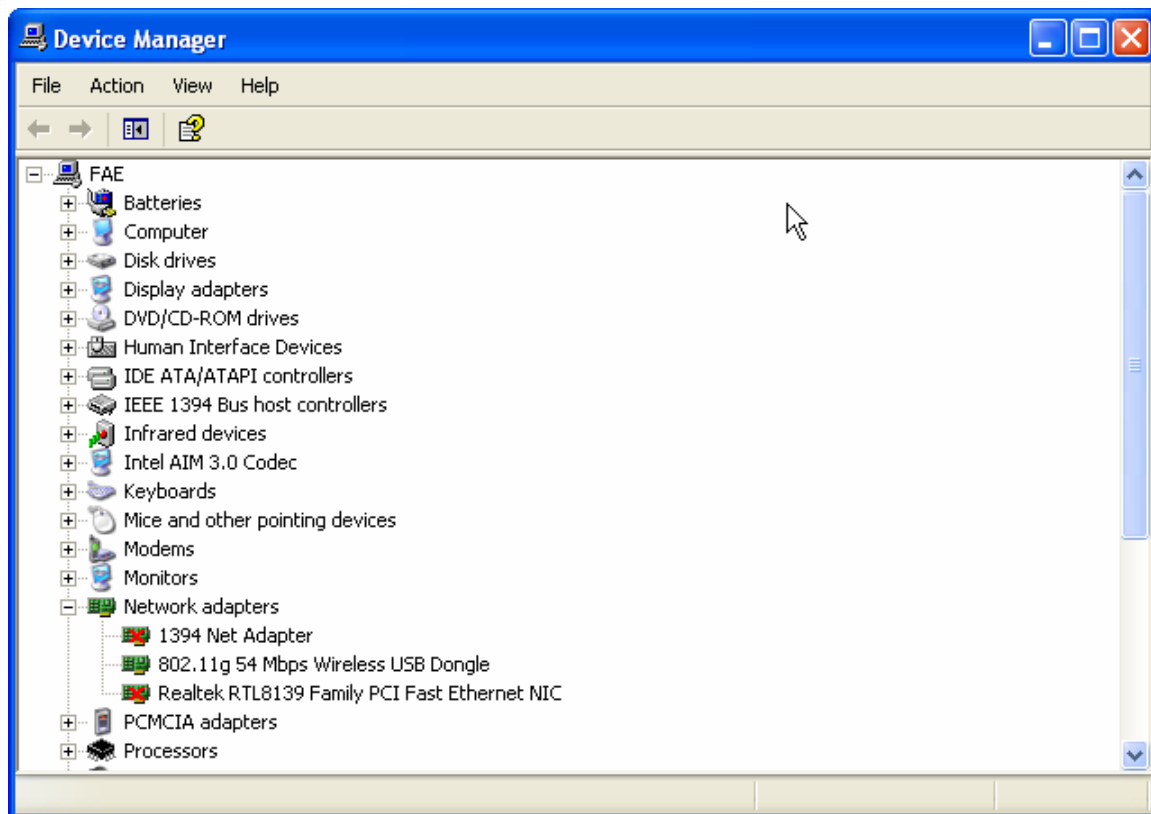 Device Manager
File Action View Help
FAE
Batteries
Computer
Disk drives
Display adapters
DVD/CD-ROM drives
Human Interface Devices
IDE ATA/ATAPI controllers
IEEE 1394 Bus host controllers
Infrared devices
Intel AIM 3.0 Codec
Keyboards
Mice and other pointing devices
Modems
Monitors
Network adapters
1394 Net Adapter
802.11g 54 Mbps Wireless USB Dongle
Realtek RTL8139 Family PCI Fast Ethernet NIC
PCMCIA adapters
Processors